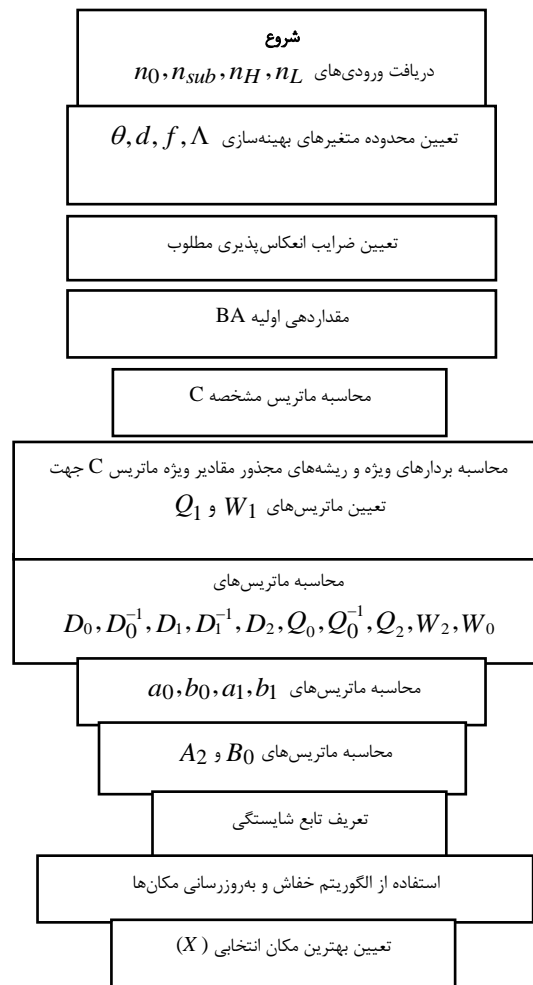 شروع
دریافت ورودی‌های n_0, n_{sub}, n_H, n_L
تعیین محدوده متغیرهای بهینه‌سازی θ, d, f, Λ
تعیین ضرایب انعکاس‌پذیری مطلوب
مقداردهی اولیه BA
محاسبه ماتریس مشخصه C
محاسبه بردارهای ویژه و ریشه‌های مجذور مقادیر ویژه ماتریس C جهت
تعیین ماتریس‌های W_1 و Q_1
محاسبه ماتریس‌های
D_0, D_0^{-1}, D_1, D_1^{-1}, D_2, Q_0, Q_0^{-1}, Q_2, W_2, W_0
محاسبه ماتریس‌های a_0, b_0, a_1, b_1
محاسبه ماتریس‌های B_0 و A_2
تعریف تابع شایستگی
استفاده از الگوریتم خفاش و به‌روزرسانی مکان‌ها
تعیین بهترین مکان انتخابی (X)